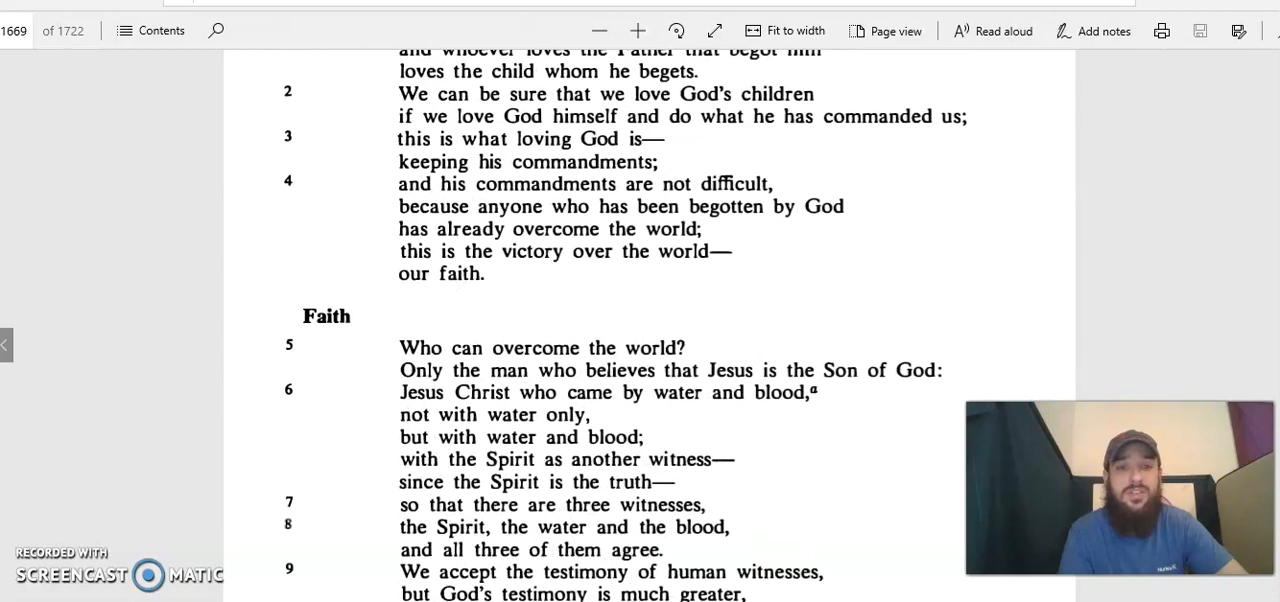 1669 of 1722 Contents Fit to width Page view Read aloud Add notes
and whoever loves the Father that begot him
loves the child whom he begets.
2 We can be sure that we love God's children
if we love God himself and do what he has commanded us;
3 this is what loving God is—
keeping his commandments;
4 and his commandments are not difficult,
because anyone who has been begotten by God
has already overcome the world;
this is the victory over the world—
our faith.
Faith
5 Who can overcome the world?
Only the man who believes that Jesus is the Son of God:
6 Jesus Christ who came by water and blood,a
not with water only,
but with water and blood;
with the Spirit as another witness—
since the Spirit is the truth—
7 so that there are three witnesses,
8 the Spirit, the water and the blood,
and all three of them agree.
9 We accept the testimony of human witnesses,
but God's testimony is much greater,
RECORDED WITH
SCREENCAST MATIC